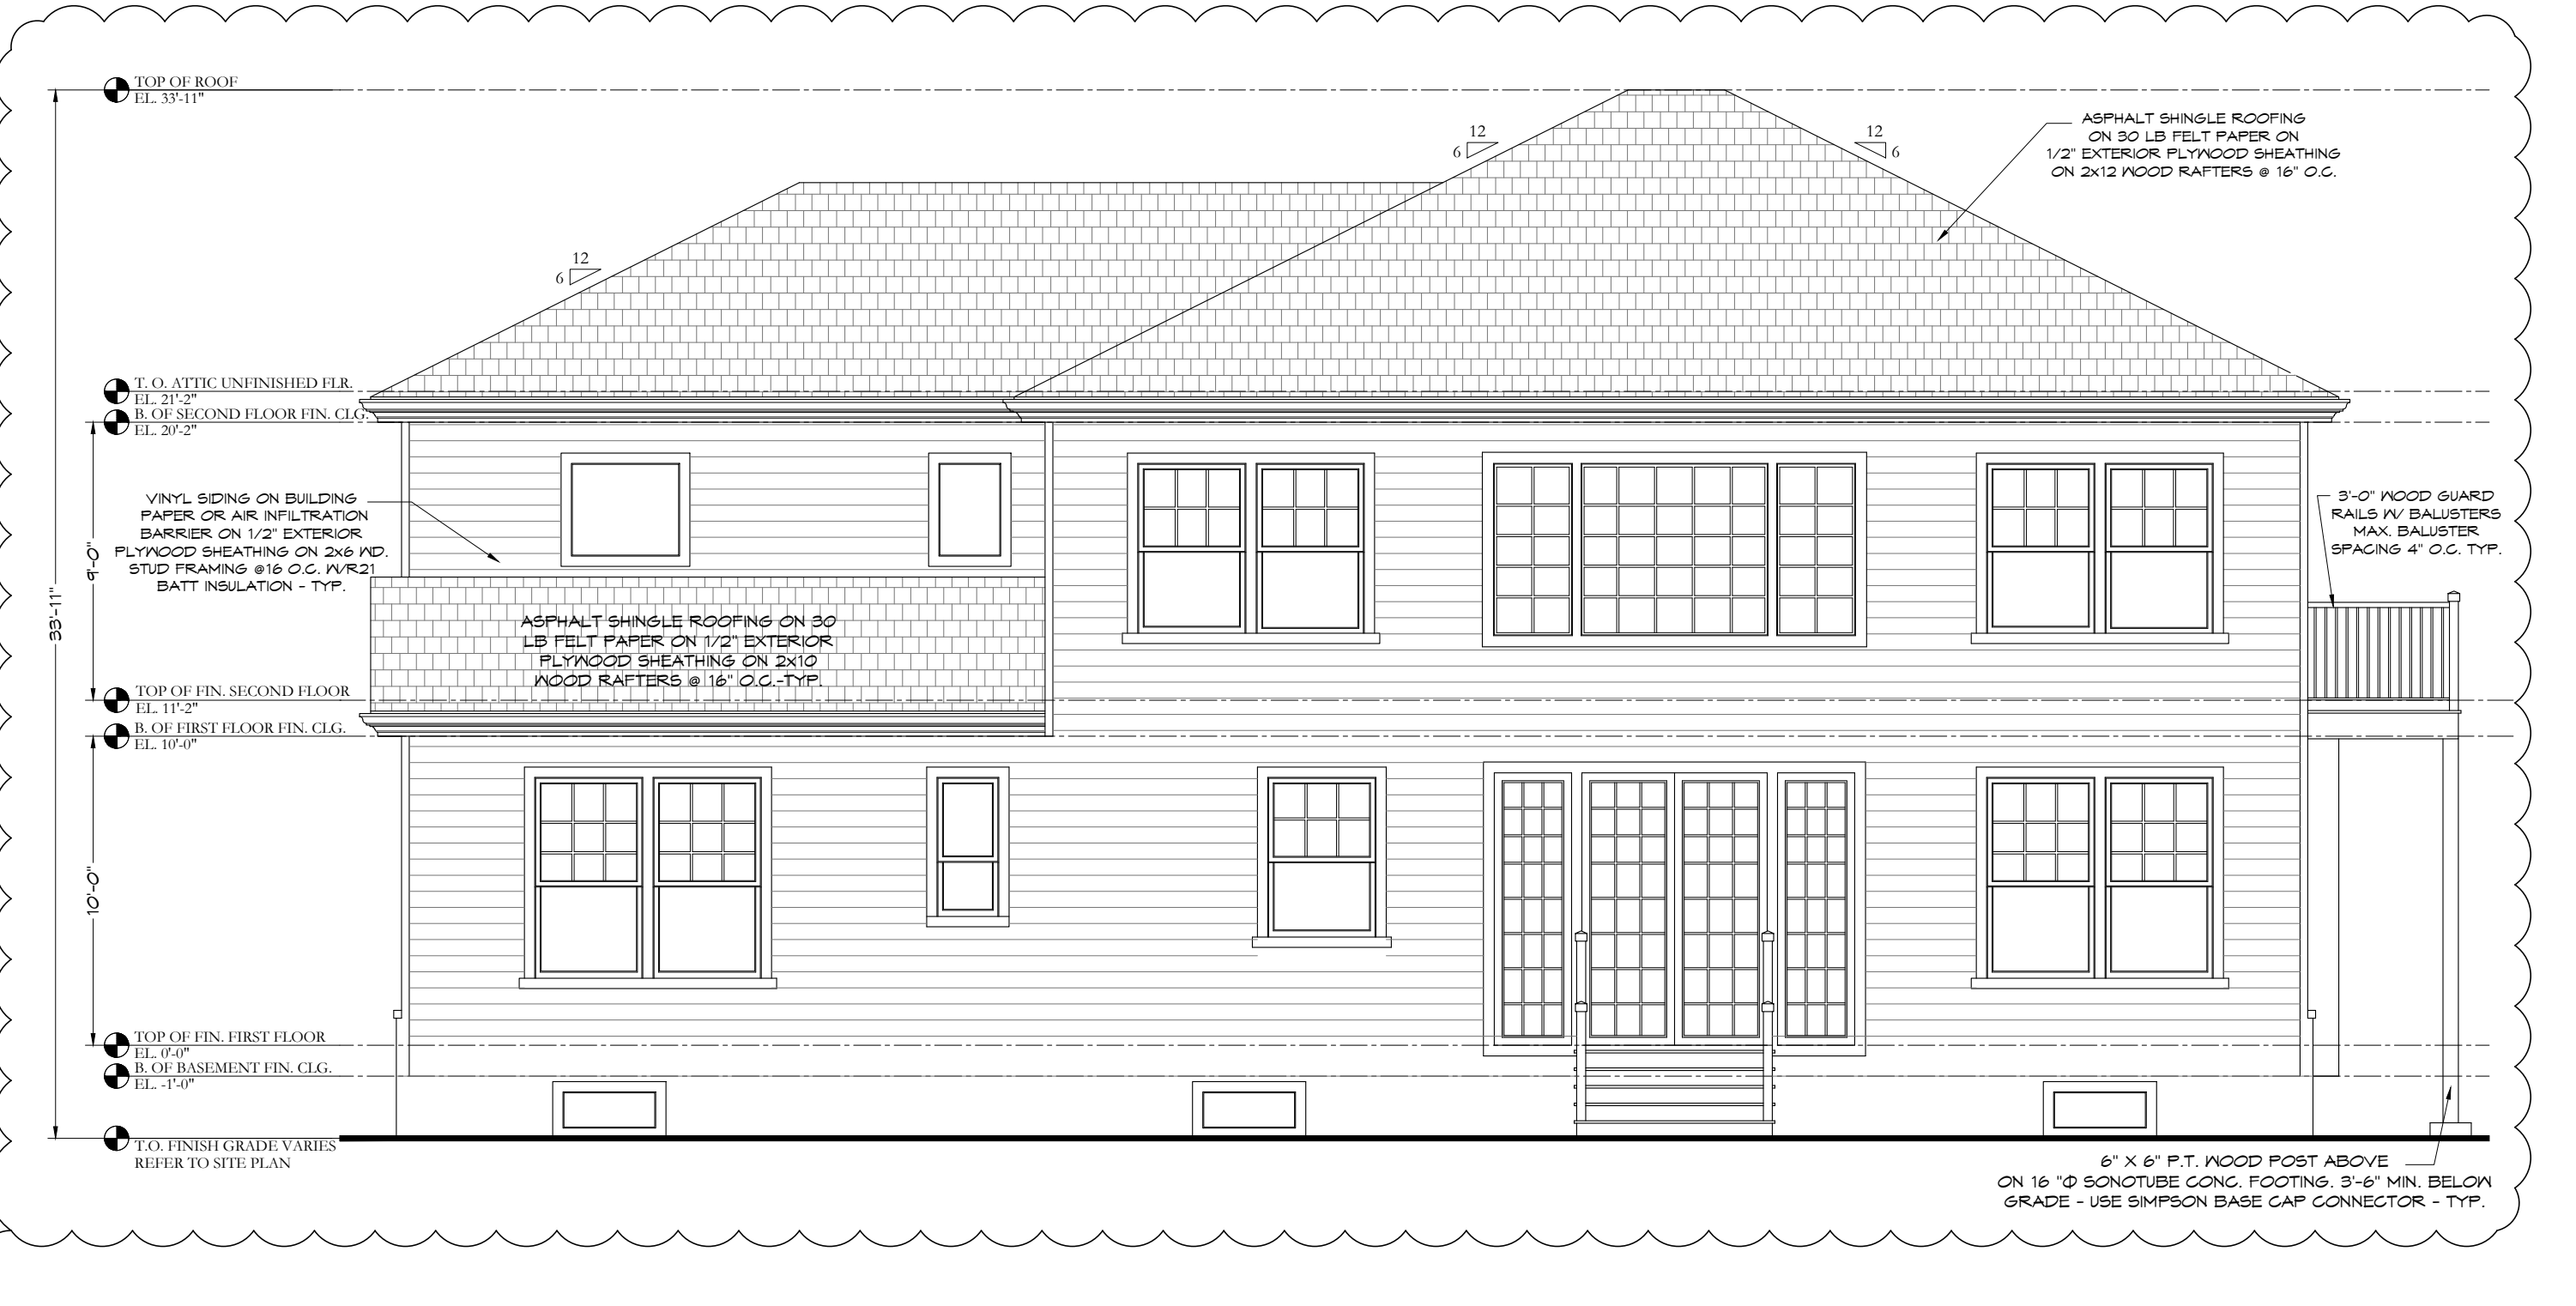 TOP OF ROOF
EL. 33'-11"
12
6
12
6
ASPHALT SHINGLE ROOFING
ON 30 LB FELT PAPER ON
1/2" EXTERIOR PLYWOOD SHEATHING
ON 2x12 WOOD RAFTERS @ 16" O.C.
12
6
T. O. ATTIC UNFINISHED FLR.
EL. 21'-2"
B. OF SECOND FLOOR FIN. CLG.
EL. 20'-2"
VINYL SIDING ON BUILDING
PAPER OR AIR INFILTRATION
BARRIER ON 1/2" EXTERIOR
PLYWOOD SHEATHING ON 2x6 WD.
STUD FRAMING @16 O.C. W/R21
BATT INSULATION - TYP.
3'-0" WOOD GUARD
RAILS W/ BALUSTERS
MAX. BALUSTER
SPACING 4" O.C. TYP.
9'-0"
33'-11"
ASPHALT SHINGLE ROOFING ON 30
LB FELT PAPER ON 1/2" EXTERIOR
PLYWOOD SHEATHING ON 2x10
WOOD RAFTERS @ 16" O.C.-TYP.
TOP OF FIN. SECOND FLOOR
EL. 11'-2"
B. OF FIRST FLOOR FIN. CLG.
EL. 10'-0"
10'-0"
TOP OF FIN. FIRST FLOOR
EL. 0'-0"
B. OF BASEMENT FIN. CLG.
EL. -1'-0"
T.O. FINISH GRADE VARIES
REFER TO SITE PLAN
6" X 6" P.T. WOOD POST ABOVE
ON 16 "Φ SONOTUBE CONC. FOOTING. 3'-6" MIN. BELOW
GRADE - USE SIMPSON BASE CAP CONNECTOR - TYP.